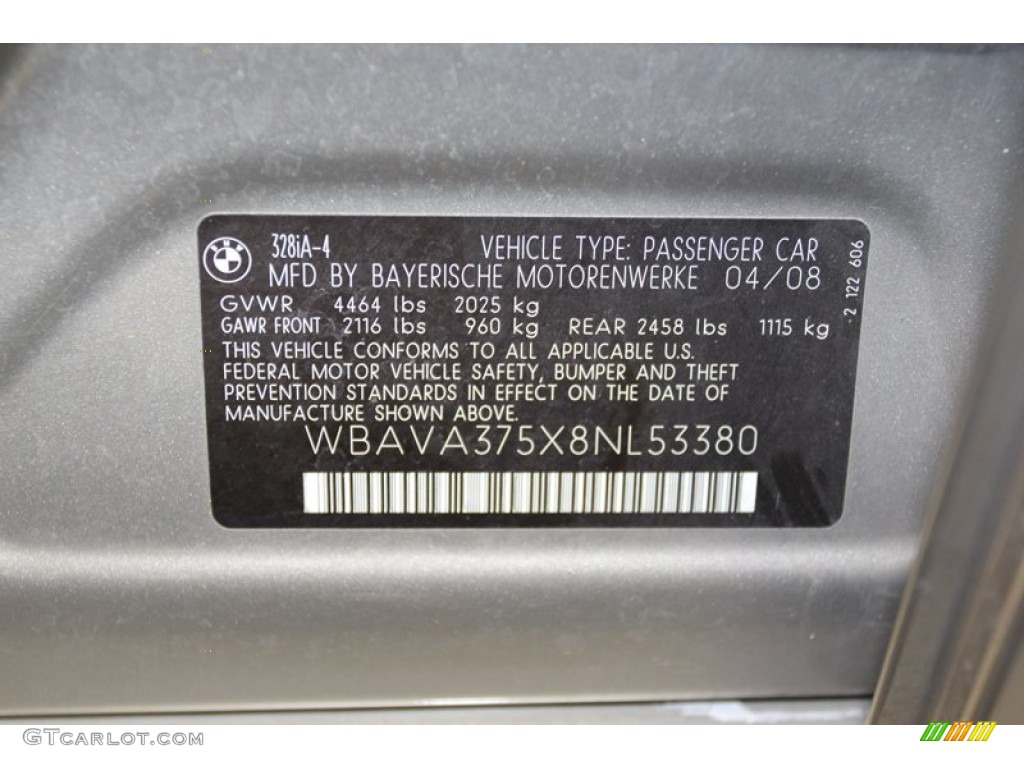 328iA-4 VEHICLE TYPE: PASSENGER CAR
MFD BY BAYERISCHE MOTORENWERKE 04/08
GVWR 4464 lbs 2025 kg
GAWR FRONT 2116 lbs 960 kg REAR 2458 lbs 1115 kg
THIS VEHICLE CONFORMS TO ALL APPLICABLE U.S.
FEDERAL MOTOR VEHICLE SAFETY, BUMPER AND THEFT
PREVENTION STANDARDS IN EFFECT ON THE DATE OF
MANUFACTURE SHOWN ABOVE.
WBAVA375X8NL53380
2 122 606
GTCarLot.com